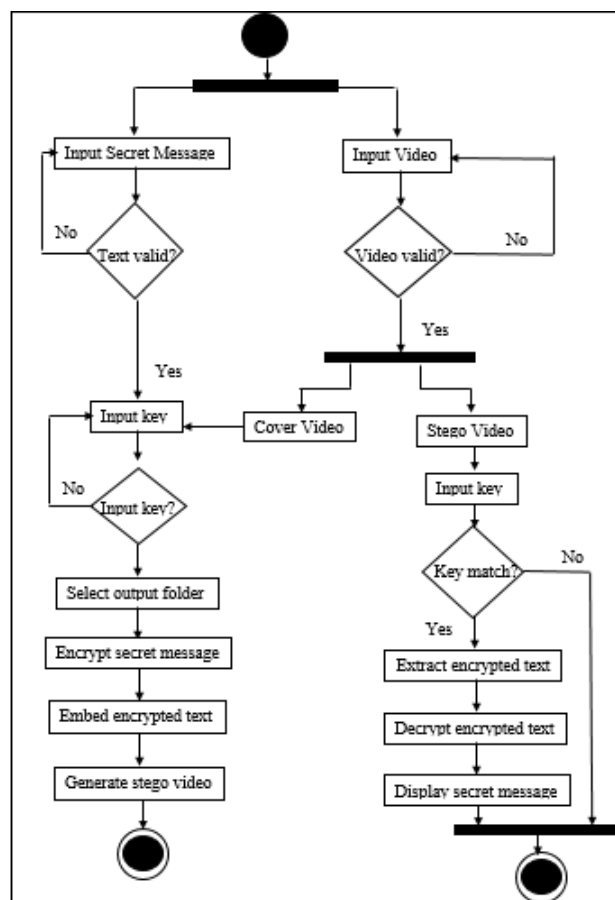 Input Secret Message
Input Video
No
Text valid?
Video valid?
No
Yes
Yes
Input key
Cover Video
Stego Video
No
Input key?
Input key
Key match?
No
Select output folder
Yes
Encrypt secret message
Extract encrypted text
Embed encrypted text
Decrypt encrypted text
Generate stego video
Display secret message